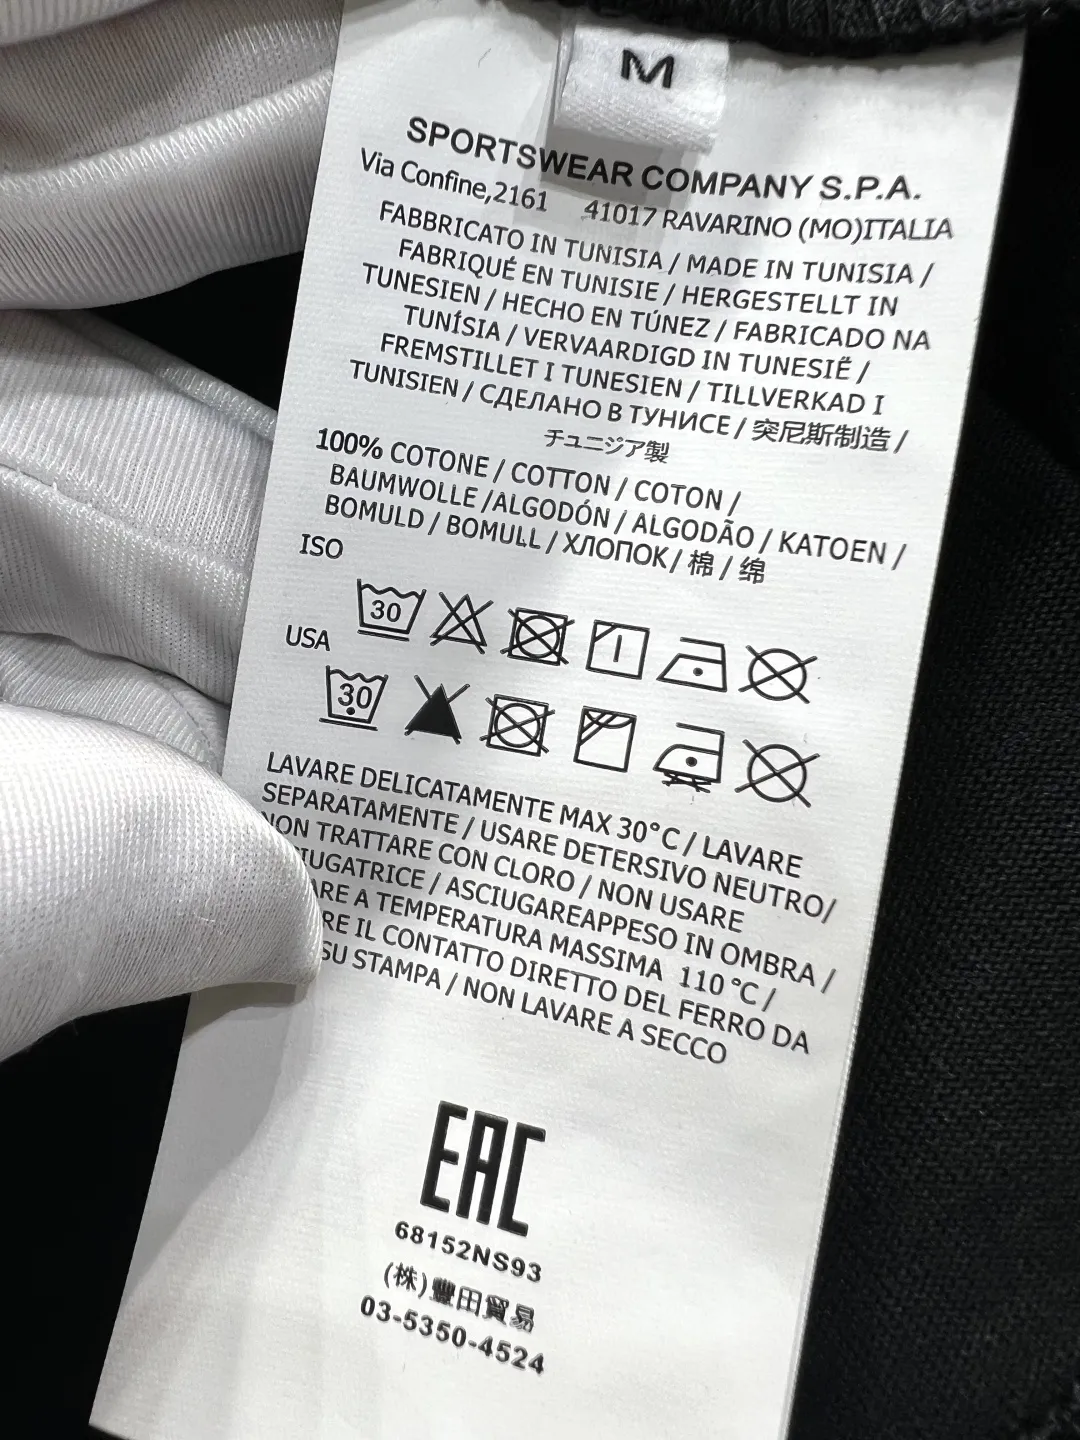 M
SPORTSWEAR COMPANY S.P.A.
Via Confine,2161 41017 RAVARINO (MO)ITALIA
FABBRICATO IN TUNISIA / MADE IN TUNISIA /
FABRIQUÉ EN TUNISIE / HERGESTELLT IN
TUNESIEN / HECHO EN TÚNEZ / FABRICADO NA
TUNÍSIA / VERVAARDIGD IN TUNESIË /
FREMSTILLET I TUNESIEN / TILLVERKAD I
TUNISIEN / СДЕЛАНО В ТУНИСЕ / 突尼斯制造 /
チュニジア製
100% COTONE / COTTON / COTON /
BAUMWOLLE /ALGODÓN / ALGODÃO / KATOEN /
BOMULD / BOMULL / ХЛОПОК / 棉 / 绵
ISO
30
USA
30
LAVARE DELICATAMENTE MAX 30°C / LAVARE
SEPARATAMENTE / USARE DETERSIVO NEUTRO/
NON TRATTARE CON CLORO / NON USARE
IUGATRICE / ASCIUGAREAPPESO IN OMBRA /
ARE A TEMPERATURA MASSIMA 110 °C /
RE IL CONTATTO DIRETTO DEL FERRO DA
SU STAMPA / NON LAVARE A SECCO
EAC
68152NS93
(株)豐田貿易
03-5350-4524